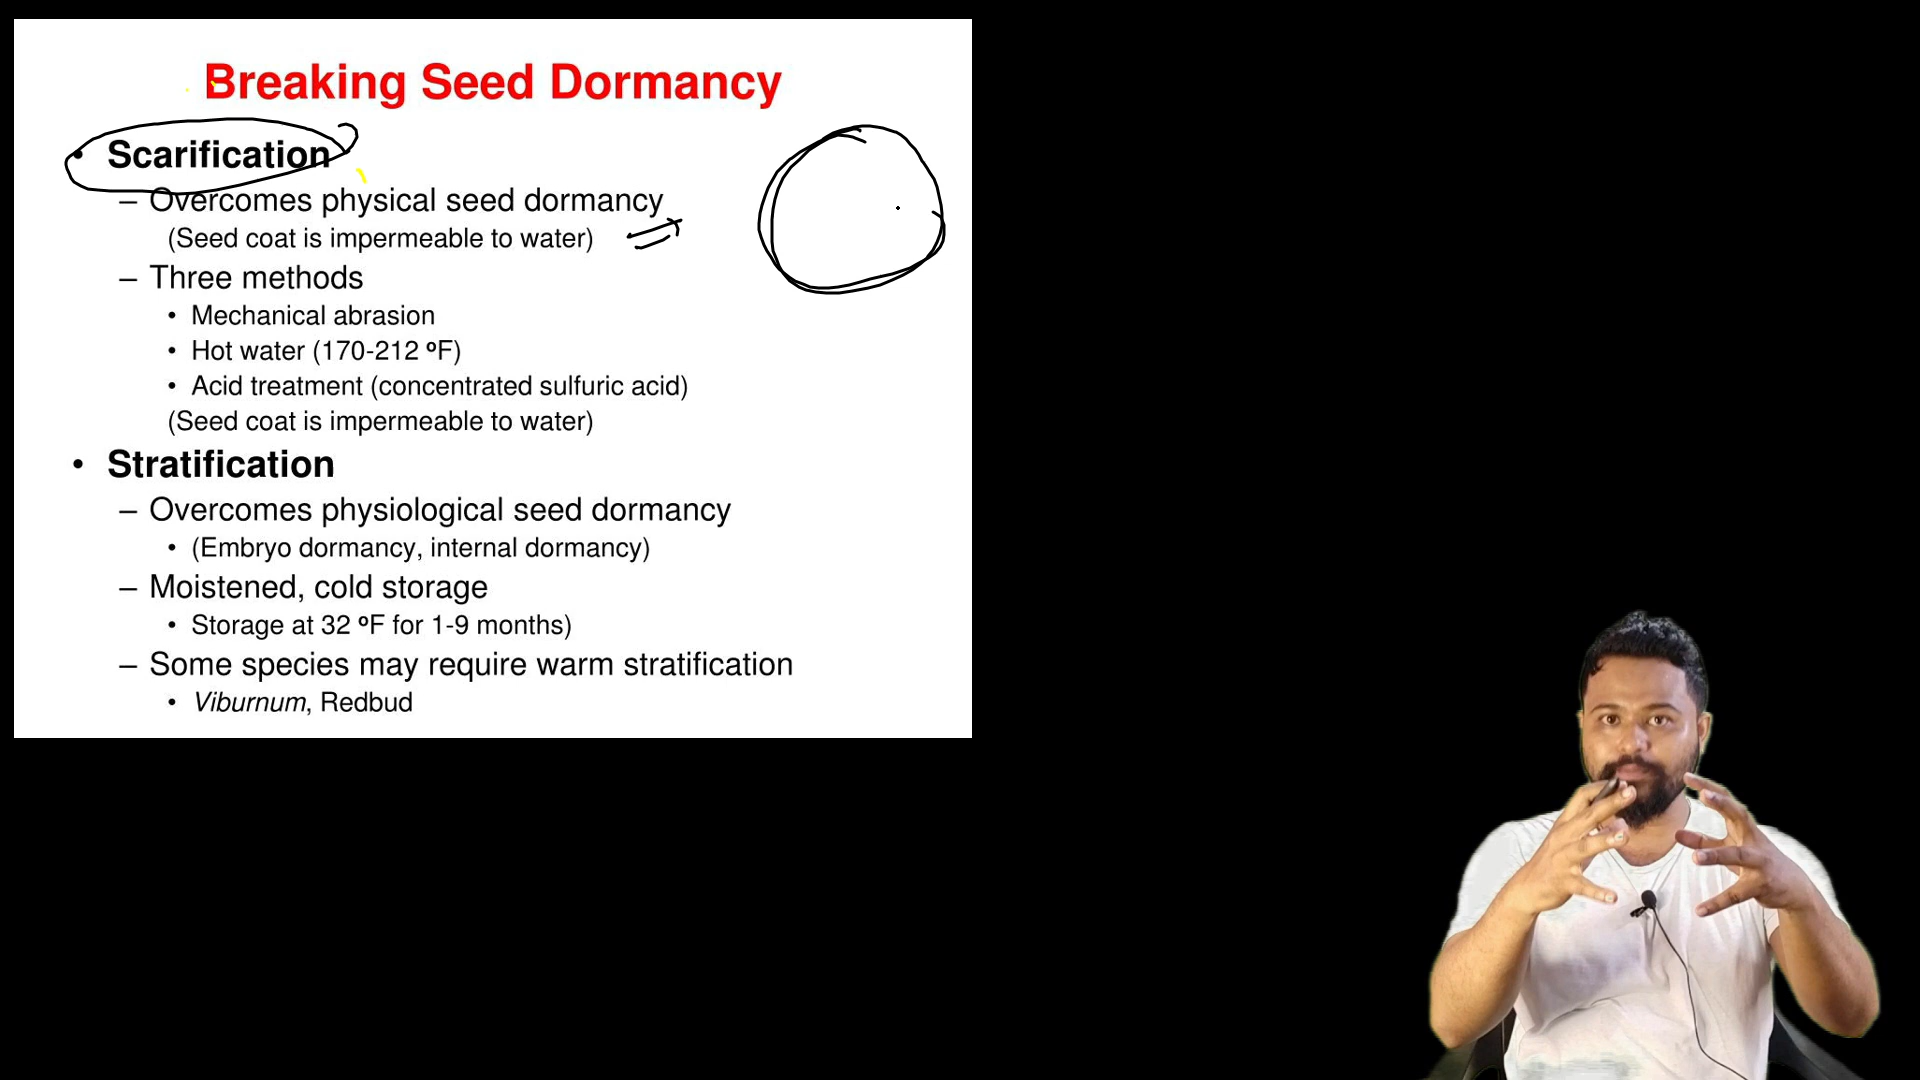 Breaking Seed Dormancy
• Scarification
– Overcomes physical seed dormancy
(Seed coat is impermeable to water)
– Three methods
• Mechanical abrasion
• Hot water (170-212 ºF)
• Acid treatment (concentrated sulfuric acid)
(Seed coat is impermeable to water)
• Stratification
– Overcomes physiological seed dormancy
• (Embryo dormancy, internal dormancy)
– Moistened, cold storage
• Storage at 32 ºF for 1-9 months)
– Some species may require warm stratification
• Viburnum, Redbud